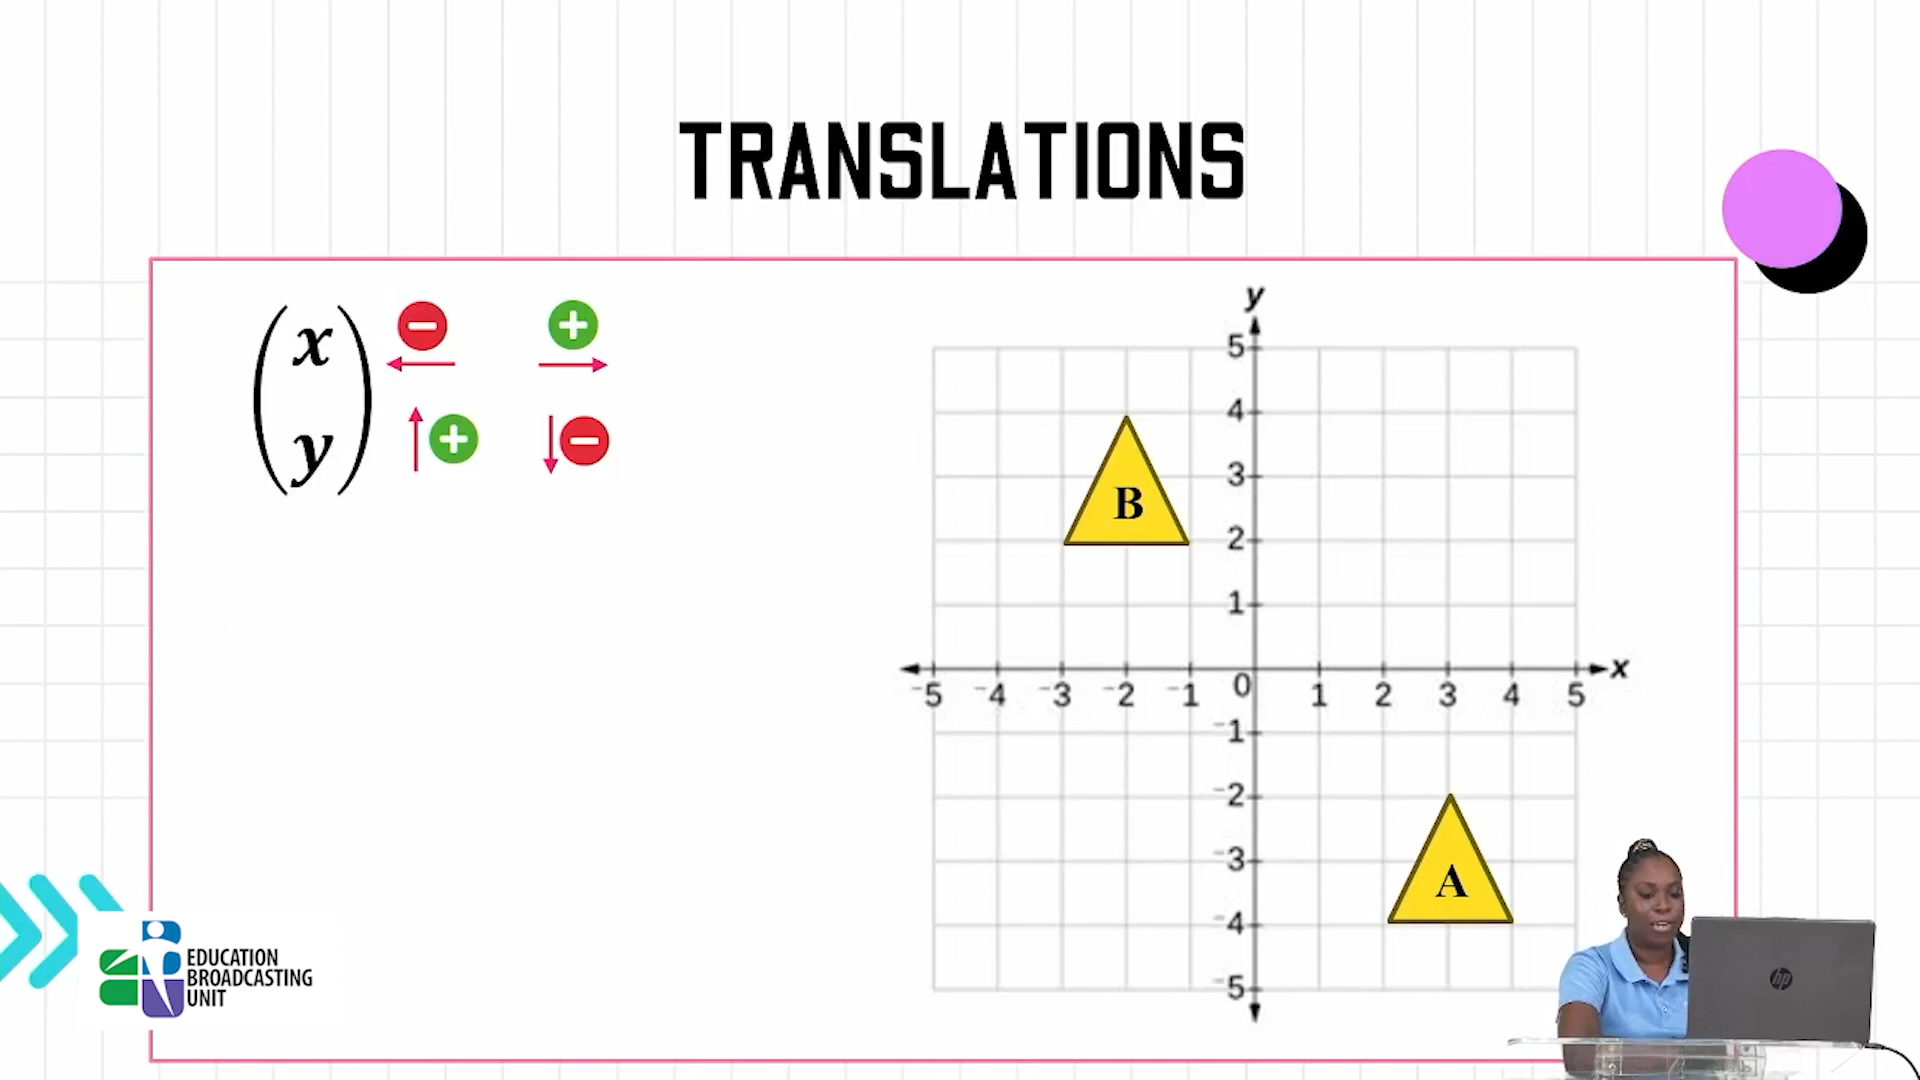 TRANSLATIONS
x
y
y
5
4
3
2
1
B
x
-5 -4 -3 -2 -1 0 1 2 3 4 5
-1
-2
-3
-4
-5
A
EDUCATION
BROADCASTING
UNIT
hp